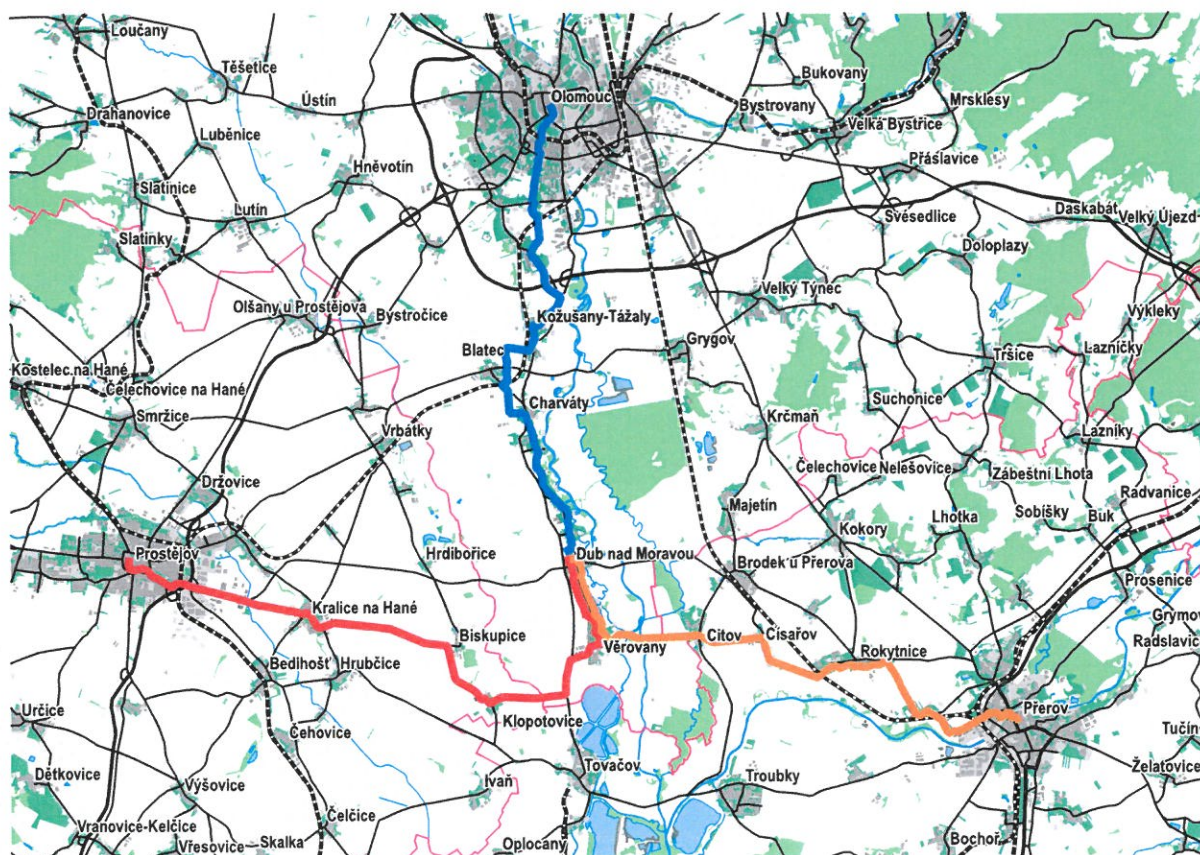 Loučany
Těšetice
Ústín
Drahanovice
Luběnice
Hněvotín
Slatinice
Lutín
Slatinky
Olomouc
Bukovany
Bystrovany
Mrsklesy
Velká Bystřice
Přáslavice
Svésedlice
Daskabát
Velký Újezd
Doloplazy
Olšany u Prostějova
Bystročice
Kožušany-Tážaly
Velký Týnec
Výkleky
Blatec
Grygov
Lazníčky
Tršice
Kostelec na Hané
Čelechovice na Hané
Smržice
Charváty
Suchonice
Krčmaň
Vrbátky
Lazníky
Čelechovice
Nelešovice
Zábeštní Lhota
Držovice
Majetín
Radvanice
Sobíšky
Buk
Lhotka
Kokory
Prostějov
Hrdibořice
Dub nad Moravou
Brodek u Přerova
Prosenice
Grymo
Kralice na Hané
Radslavic
Biskupice
Věrovany
Citov
Císařov
Rokytnice
Bedihošť
Hrubčice
Klopotovice
Přerov
Určice
Čehovice
Tučín
Tovačov
Dětkovice
Výšovice
Ivaň
Troubky
Želatovice
Čelčice
Vranovice-Kelčice
Vřesovice
Skalka
Oplocany
Bochoř